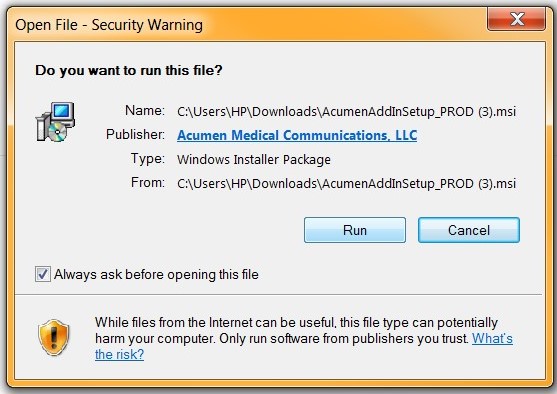 Open File - Security Warning
Do you want to run this file?
Name: C:\Users\HP\Downloads\AcumenAddInSetup_PROD (3).msi
Publisher: Acumen Medical Communications, LLC
Type: Windows Installer Package
From: C:\Users\HP\Downloads\AcumenAddInSetup_PROD (3).msi
Run Cancel
Always ask before opening this file
While files from the Internet can be useful, this file type can potentially
harm your computer. Only run software from publishers you trust. What's
the risk?